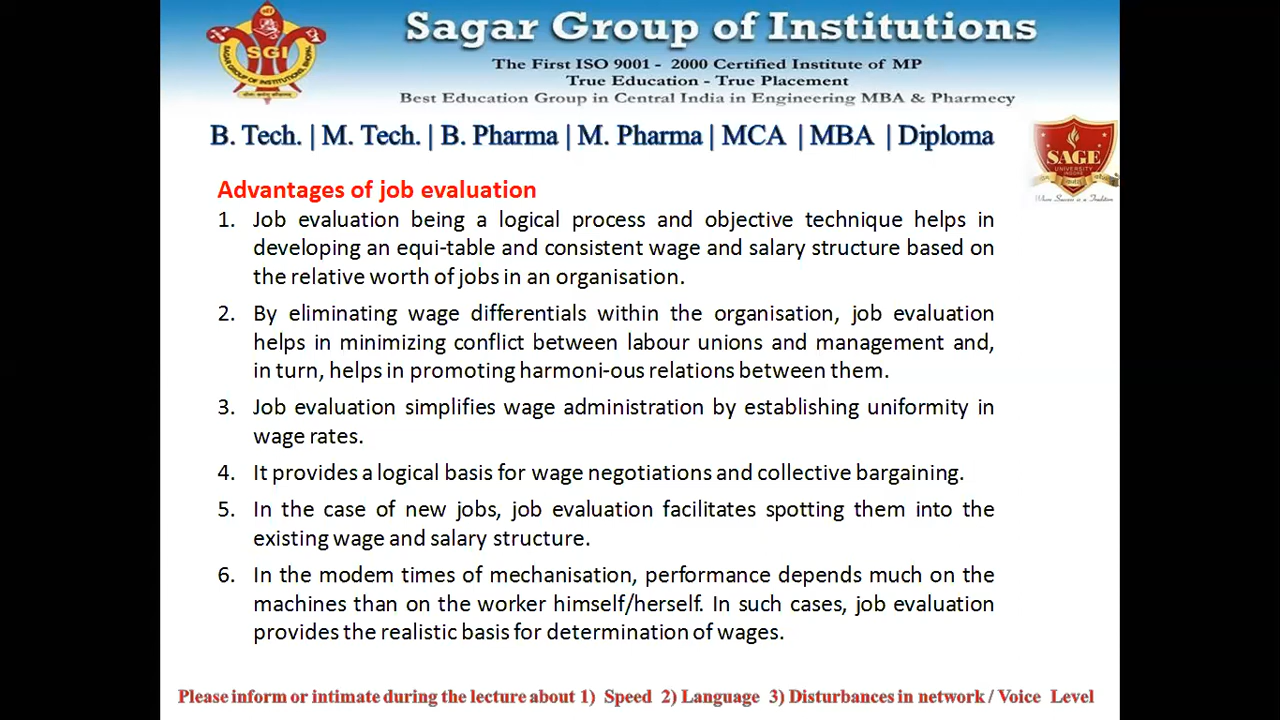 Sagar Group of Institutions
The First ISO 9001 - 2000 Certified Institute of MP
True Education - True Placement
Best Education Group in Central India in Engineering MBA & Pharmecy
SGI
B. Tech. | M. Tech. | B. Pharma | M. Pharma | MCA | MBA | Diploma
SAGE
UNIVERSITY
Advantages of job evaluation
1. Job evaluation being a logical process and objective technique helps in
developing an equi-table and consistent wage and salary structure based on
the relative worth of jobs in an organisation.
2. By eliminating wage differentials within the organisation, job evaluation
helps in minimizing conflict between labour unions and management and,
in turn, helps in promoting harmoni-ous relations between them.
3. Job evaluation simplifies wage administration by establishing uniformity in
wage rates.
4. It provides a logical basis for wage negotiations and collective bargaining.
5. In the case of new jobs, job evaluation facilitates spotting them into the
existing wage and salary structure.
6. In the modem times of mechanisation, performance depends much on the
machines than on the worker himself/herself. In such cases, job evaluation
provides the realistic basis for determination of wages.
Please inform or intimate during the lecture about 1) Speed 2) Language 3) Disturbances in network / Voice Level